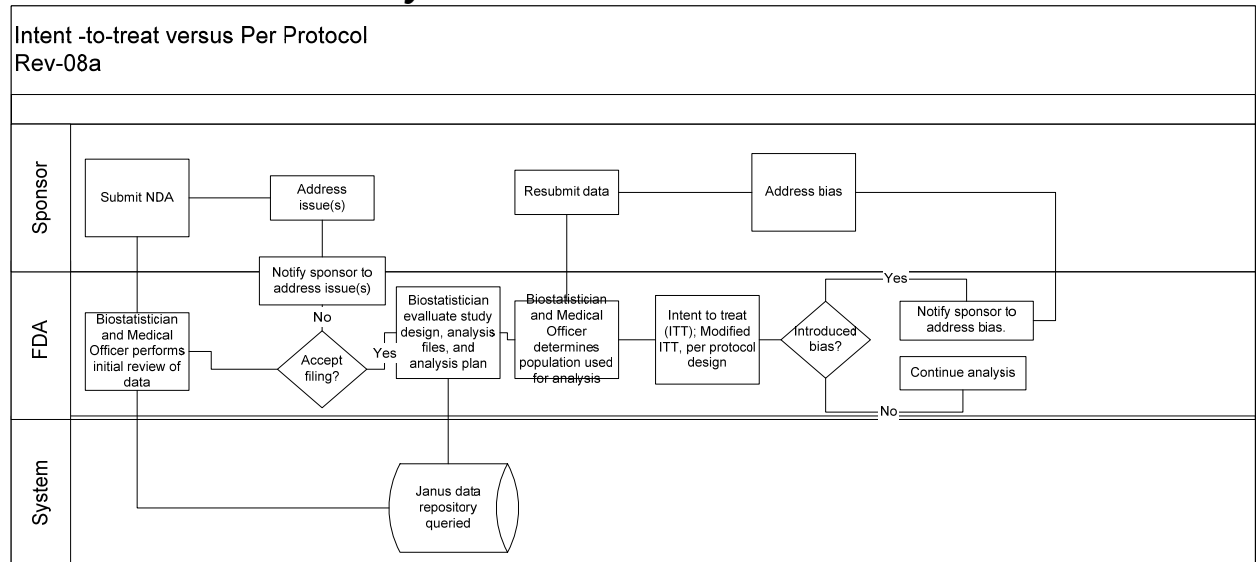 Intent -to-treat versus Per Protocol
Rev-08a
Sponsor
Submit NDA
Address
issue(s)
Resubmit data
Address bias
Notify sponsor to
address issue(s)
FDA
Biostatistician
and Medical
Officer performs
initial review of
data
No
Accept
filing?
Yes
Biostatistician
evalluate study
design, analysis
files, and
analysis plan
Biostatistician
and Medical
Officer
determines
population used
for analysis
Intent to treat
(ITT); Modified
ITT, per protocol
design
Introduced
bias?
Yes
Notify sponsor to
address bias.
Continue analysis
No
System
Janus data
repository
queried